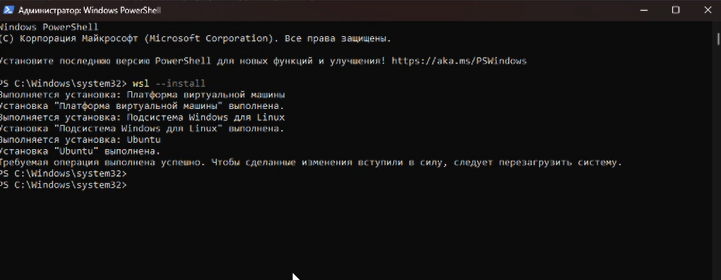 Администратор: Windows PowerShell
Windows PowerShell
(C) Корпорация Майкрософт (Microsoft Corporation). Все права защищены.
Установите последнюю версию PowerShell для новых функций и улучшения! https://aka.ms/PSWindows
PS C:\Windows\system32> wsl --install
Выполняется установка: Платформа виртуальной машины
Установка "Платформа виртуальной машины" выполнена.
Выполняется установка: Подсистема Windows для Linux
Установка "Подсистема Windows для Linux" выполнена.
Выполняется установка: Ubuntu
Установка "Ubuntu" выполнена.
Требуемая операция выполнена успешно. Чтобы сделанные изменения вступили в силу, следует перезагрузить систему.
PS C:\Windows\system32>
PS C:\Windows\system32>